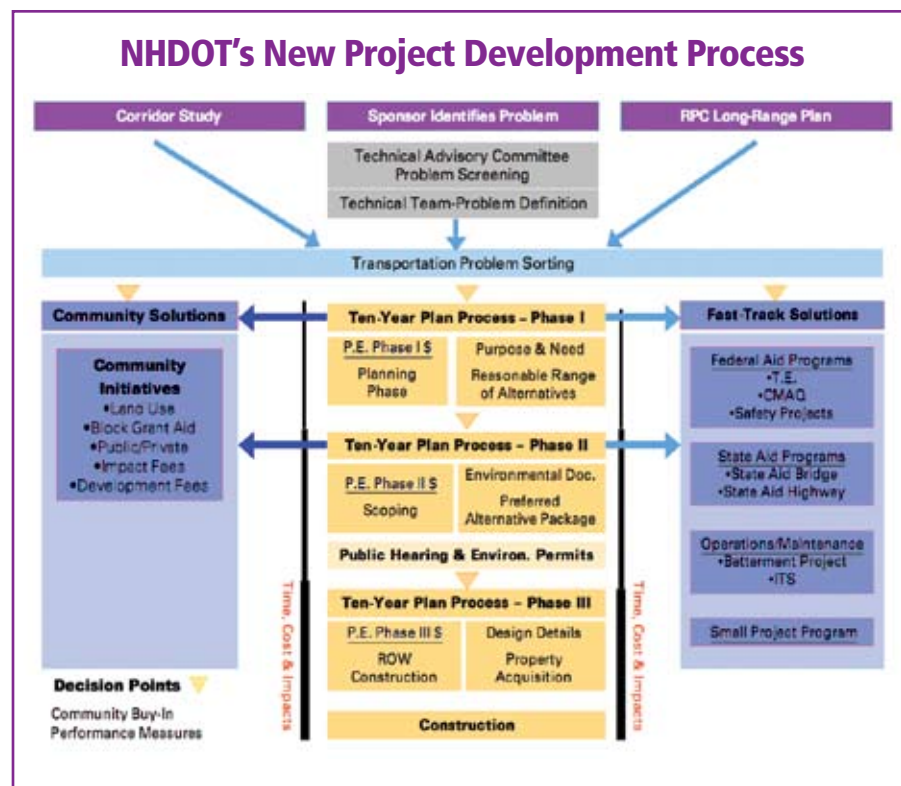 NHDOT's New Project Development Process
Corridor Study
Sponsor Identifies Problem
RPC Long-Range Plan
Technical Advisory Committee
Problem Screening
Technical Team-Problem Definition
Transportation Problem Sorting
Community Solutions
Community
Initiatives
•Land Use
•Block Grant Aid
•Public/Private
•Impact Fees
•Development Fees
Ten-Year Plan Process – Phase I
P.E. Phase I $
Planning
Phase
Purpose & Need
Reasonable Range
of Alternatives
Ten-Year Plan Process – Phase II
P.E. Phase II $
Scoping
Environmental Doc.
Preferred
Alternative Package
Public Hearing & Environ. Permits
Ten-Year Plan Process – Phase III
P.E. Phase III $
ROW
Construction
Design Details
Property
Acquisition
Construction
Fast-Track Solutions
Federal Aid Programs
•T.E.
•CMAQ
•Safety Projects
State Aid Programs
•State Aid Bridge
•State Aid Highway
Operations/Maintenance
•Betterment Project
•ITS
Small Project Program
Time, Cost & Impacts
Time, Cost & Impacts
Decision Points
Community Buy-In
Performance Measures